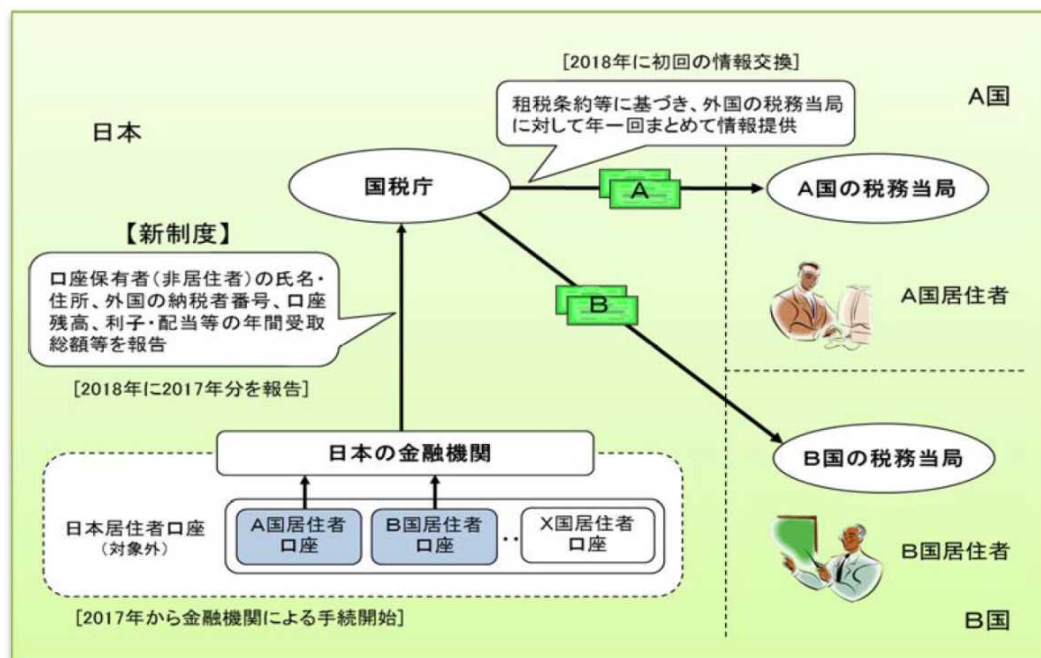 [2018年に初回の情報交換]
A国
租税条約等に基づき、外国の税務当局
に対して年一回まとめて情報提供
日本
国税庁
A
A国の税務当局
【新制度】
口座保有者(非居住者)の氏名・
住所、外国の納税者番号、口座
残高、利子・配当等の年間受取
総額等を報告
B
A国居住者
[2018年に2017年分を報告]
日本の金融機関
B国の税務当局
日本居住者口座
(対象外)
A国居住者
口座
B国居住者
口座
‥
X国居住者
口座
B国居住者
[2017年から金融機関による手続開始]
B国